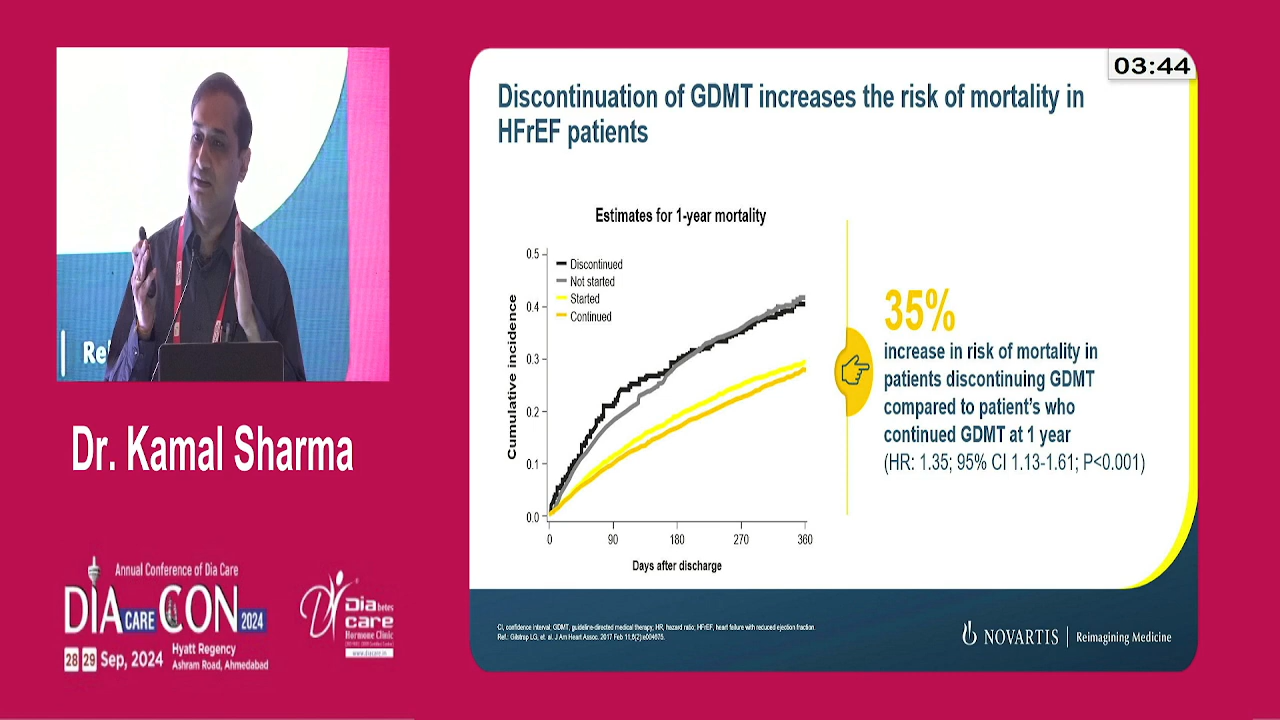 Rel
Dr. Kamal Sharma
Annual Conference of Dia Care
DIA CARE CON 2024
28 29 Sep, 2024
Hyatt Regency
Ashram Road, Ahmedabad
Diabetes
care
Hormone Clinic
www.diacare.in
03:44
Discontinuation of GDMT increases the risk of mortality in
HFrEF patients
Estimates for 1-year mortality
Cumulative incidence
0.5
0.4
0.3
0.2
0.1
0.0
Discontinued
Not started
Started
Continued
0 90 180 270 360
Days after discharge
35%
increase in risk of mortality in
patients discontinuing GDMT
compared to patient's who
continued GDMT at 1 year
(HR: 1.35; 95% CI 1.13-1.61; P<0.001)
CI, confidence interval; GDMT, guideline-directed medical therapy; HR, hazard ratio; HFrEF, heart failure with reduced ejection fraction.
Ref.: Gilstrap LG, et. al. J Am Heart Assoc. 2017 Feb 11;6(2):e004675.
NOVARTIS | Reimagining Medicine